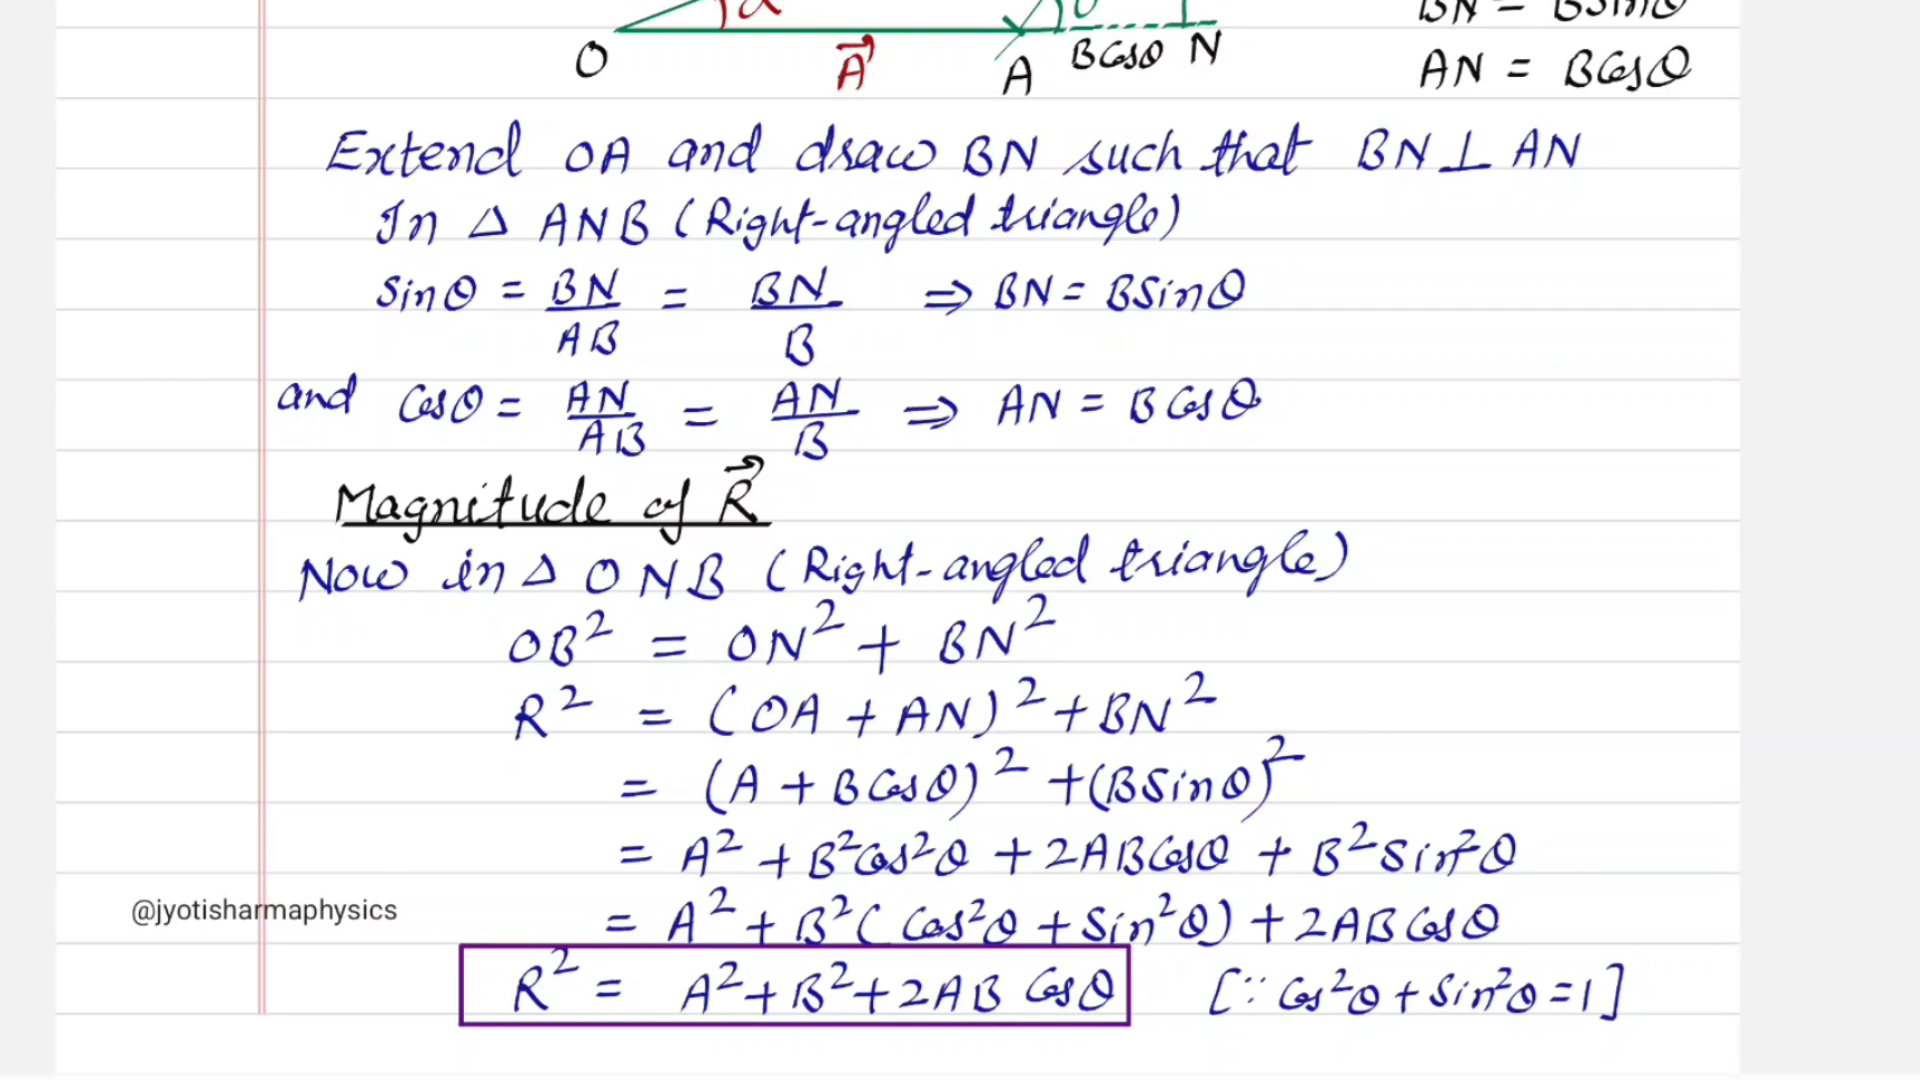 α θ BN = BSinθ
O A⃗ A BCosθ N AN = BCosθ
Extend OA and draw BN such that BN ⊥ AN
In Δ ANB (Right-angled triangle)
Sinθ = BN/AB = BN/B ⇒ BN = BSinθ
and Cosθ = AN/AB = AN/B ⇒ AN = BCosθ
Magnitude of R⃗
Now in Δ ONB (Right-angled triangle)
OB² = ON² + BN²
R² = (OA + AN)² + BN²
= (A + BCosθ)² + (BSinθ)²
= A² + B²Cos²θ + 2ABCosθ + B²Sin²θ
@jyotisharmaphysics
= A² + B²(Cos²θ + Sin²θ) + 2ABCosθ
R² = A² + B² + 2AB Cosθ [∵ Cos²θ + Sin²θ = 1]